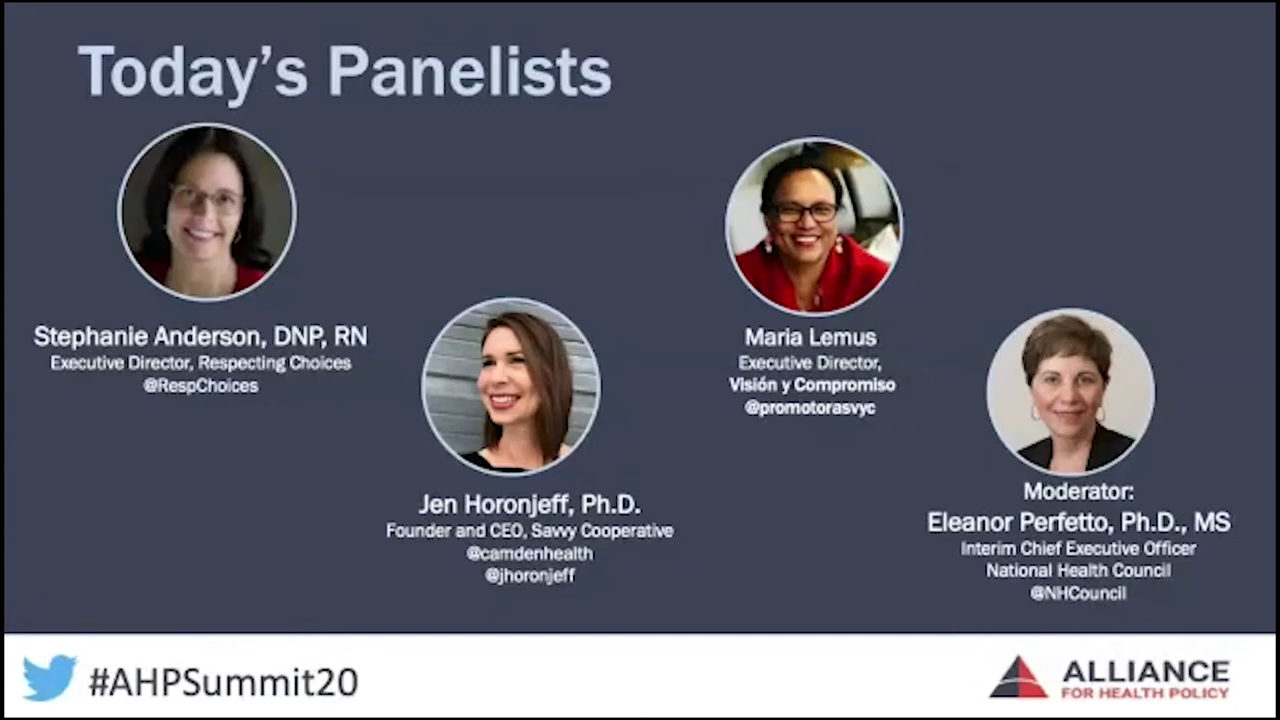 Today's Panelists
Stephanie Anderson, DNP, RN
Executive Director, Respecting Choices
@RespChoices
Jen Horonjeff, Ph.D.
Founder and CEO, Savvy Cooperative
@camdenhealth
@jhoronjeff
Maria Lemus
Executive Director,
Visión y Compromiso
@promotorasvyc
Moderator:
Eleanor Perfetto, Ph.D., MS
Interim Chief Executive Officer
National Health Council
@NHCouncil
#AHPSummit20
ALLIANCE
FOR HEALTH POLICY